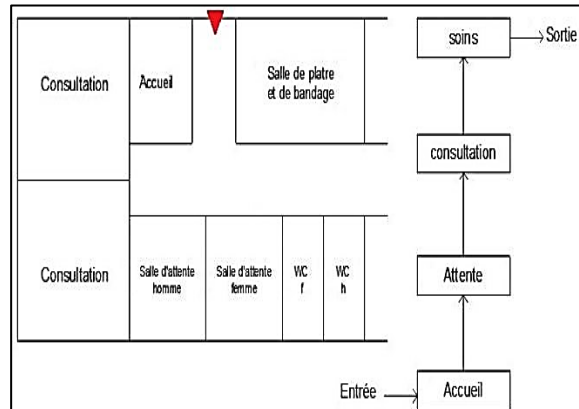 Consultation
Accueil
Salle de platre
et de bandage
Consultation
Salle d'attente
homme
Salle d'attente
femme
WC
f
WC
h
soins
Sortie
consultation
Attente
Entrée
Accueil